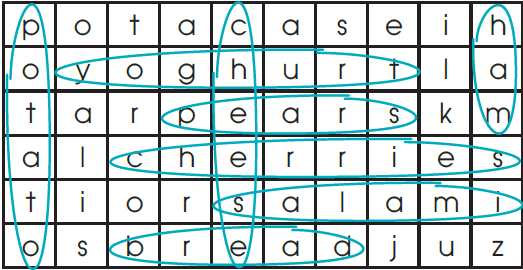 p o t a c a s e i h
o y o g h u r t l a
t a r p e a r s k m
a l c h e r r i e s
t i o r s a l a m i
o s b r e a d j u z